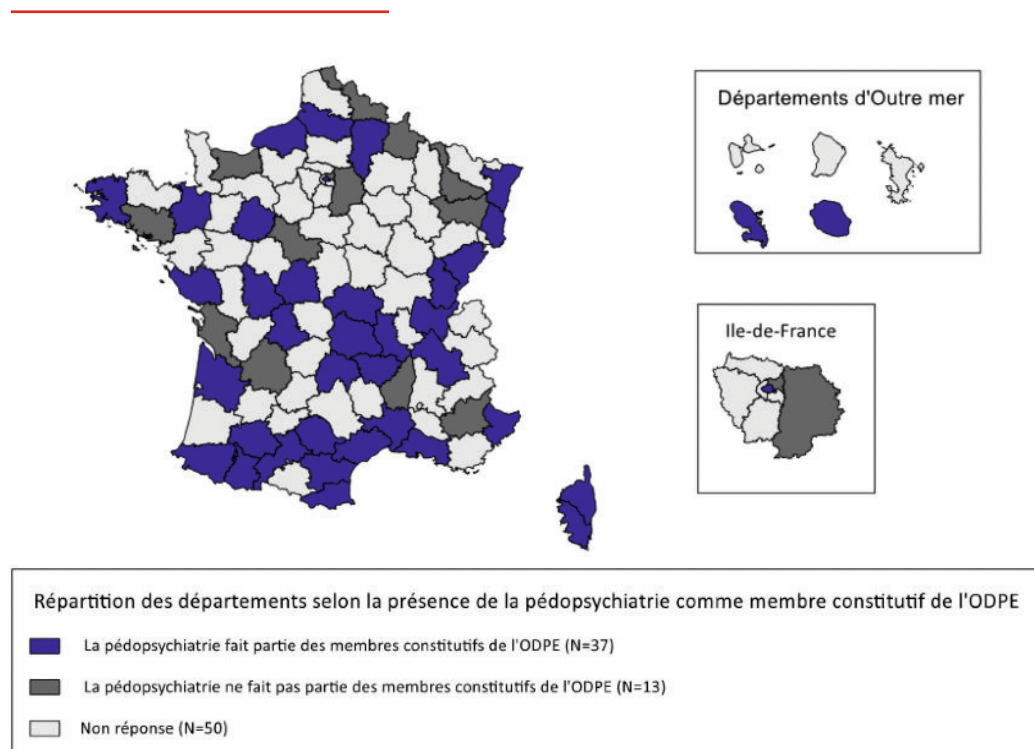 Départements d'Outre mer
Ile-de-France
Répartition des départements selon la présence de la pédopsychiatrie comme membre constitutif de l'ODPE
La pédopsychiatrie fait partie des membres constitutifs de l'ODPE (N=37)
La pédopsychiatrie ne fait pas partie des membres constitutifs de l'ODPE (N=13)
Non réponse (N=50)